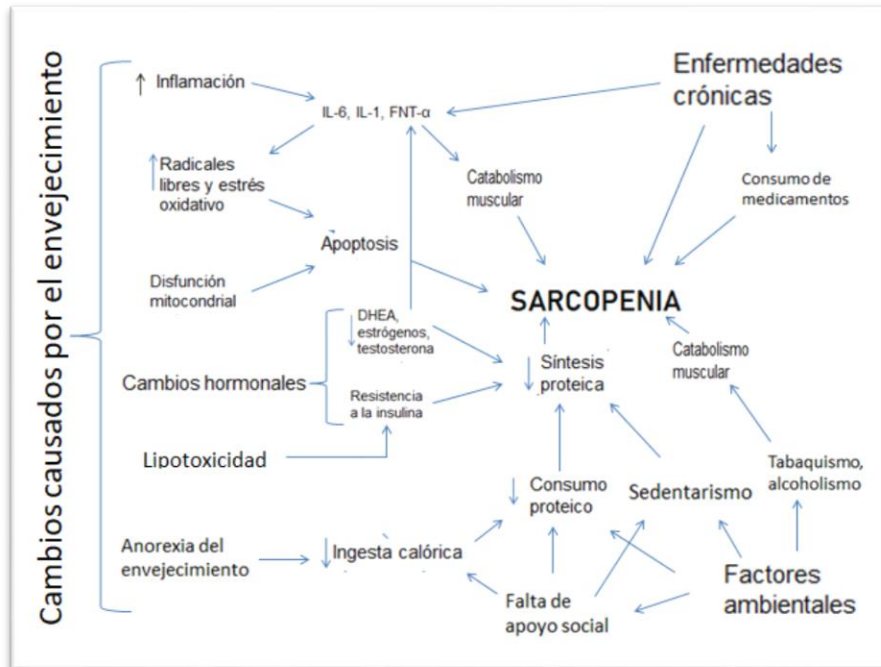 Cambios causados por el envejecimiento
↑ Inflamación
IL-6, IL-1, FNT-α
Enfermedades
crónicas
↑ Radicales
libres y estrés
oxidativo
Catabolismo
muscular
Consumo de
medicamentos
Apoptosis
Disfunción
mitocondrial
SARCOPENIA
↓ DHEA,
estrógenos,
testosterona
Cambios hormonales
Resistencia
a la insulina
↓ Síntesis
proteica
Catabolismo
muscular
Lipotoxicidad
↓ Consumo
proteico
Sedentarismo
Tabaquismo,
alcoholismo
Anorexia del
envejecimiento
↓ Ingesta calórica
Falta de
apoyo social
Factores
ambientales